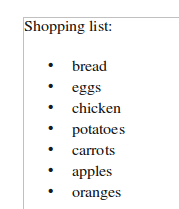 Shopping list:
• bread
• eggs
• chicken
• potatoes
• carrots
• apples
• oranges